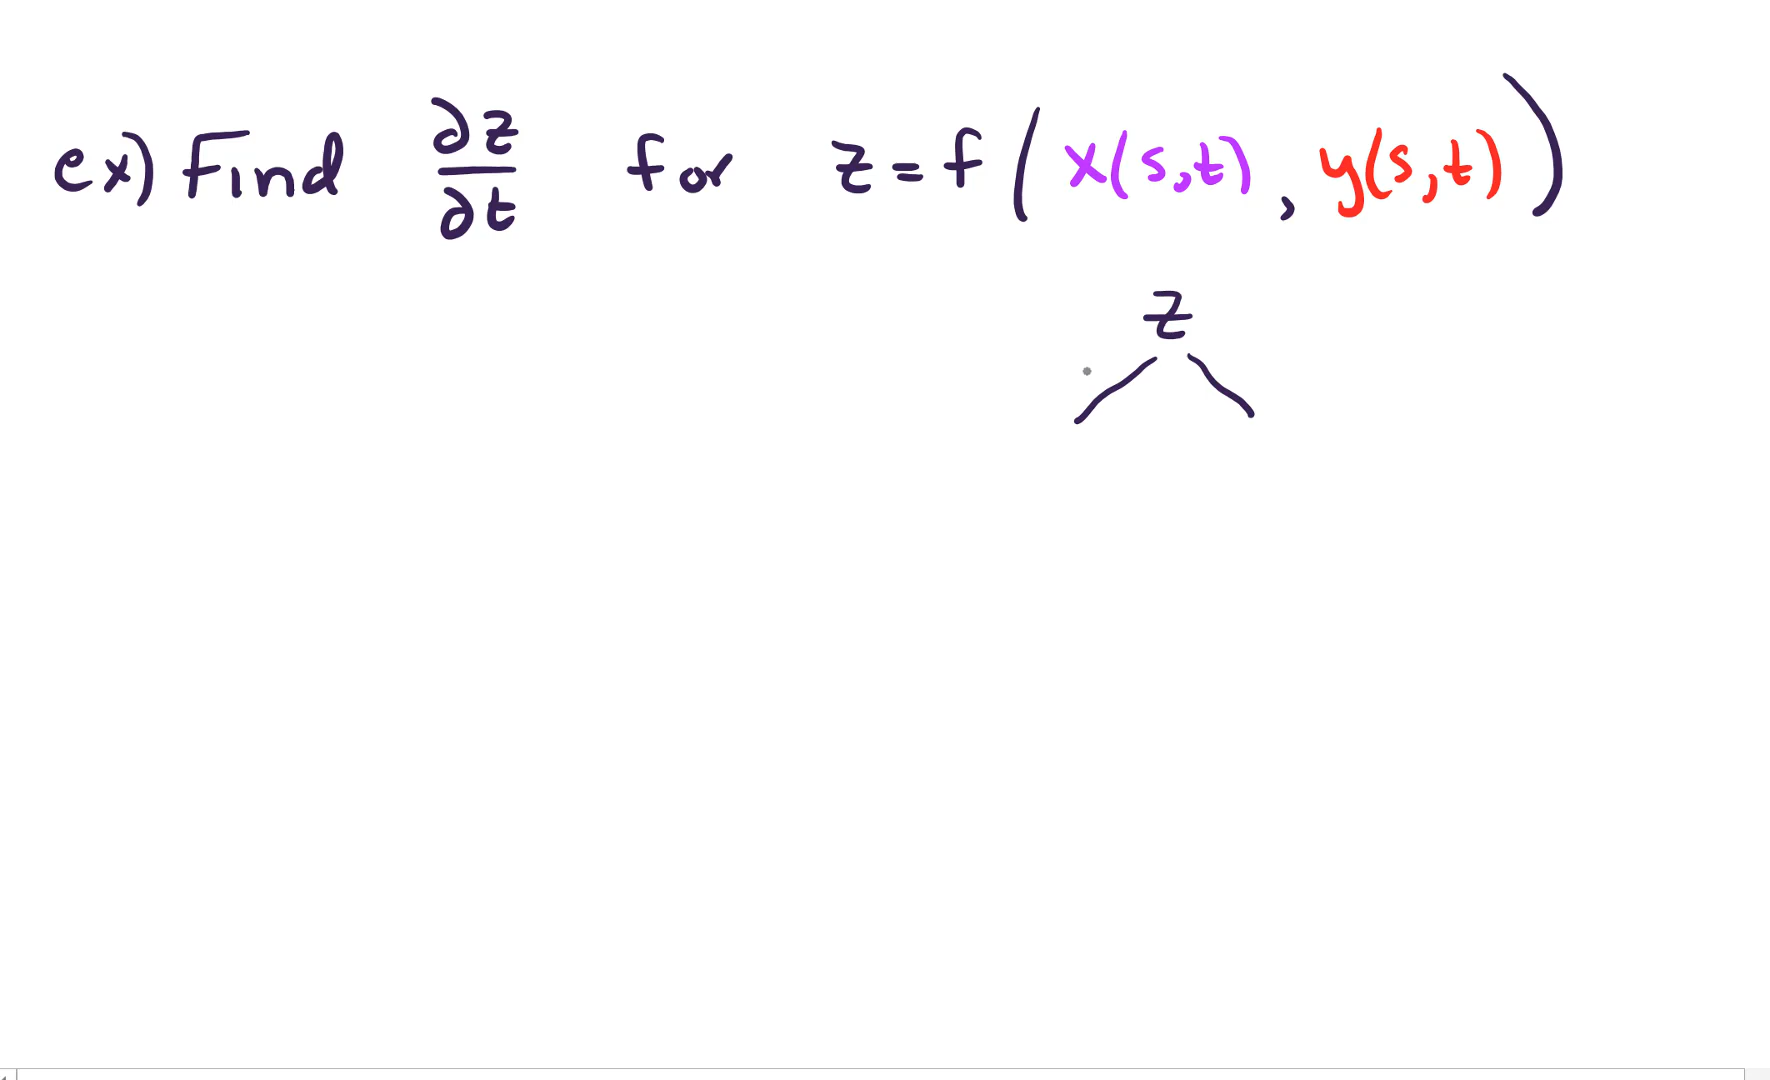 ex) Find ∂z/∂t for z = f(x(s,t), y(s,t))
z